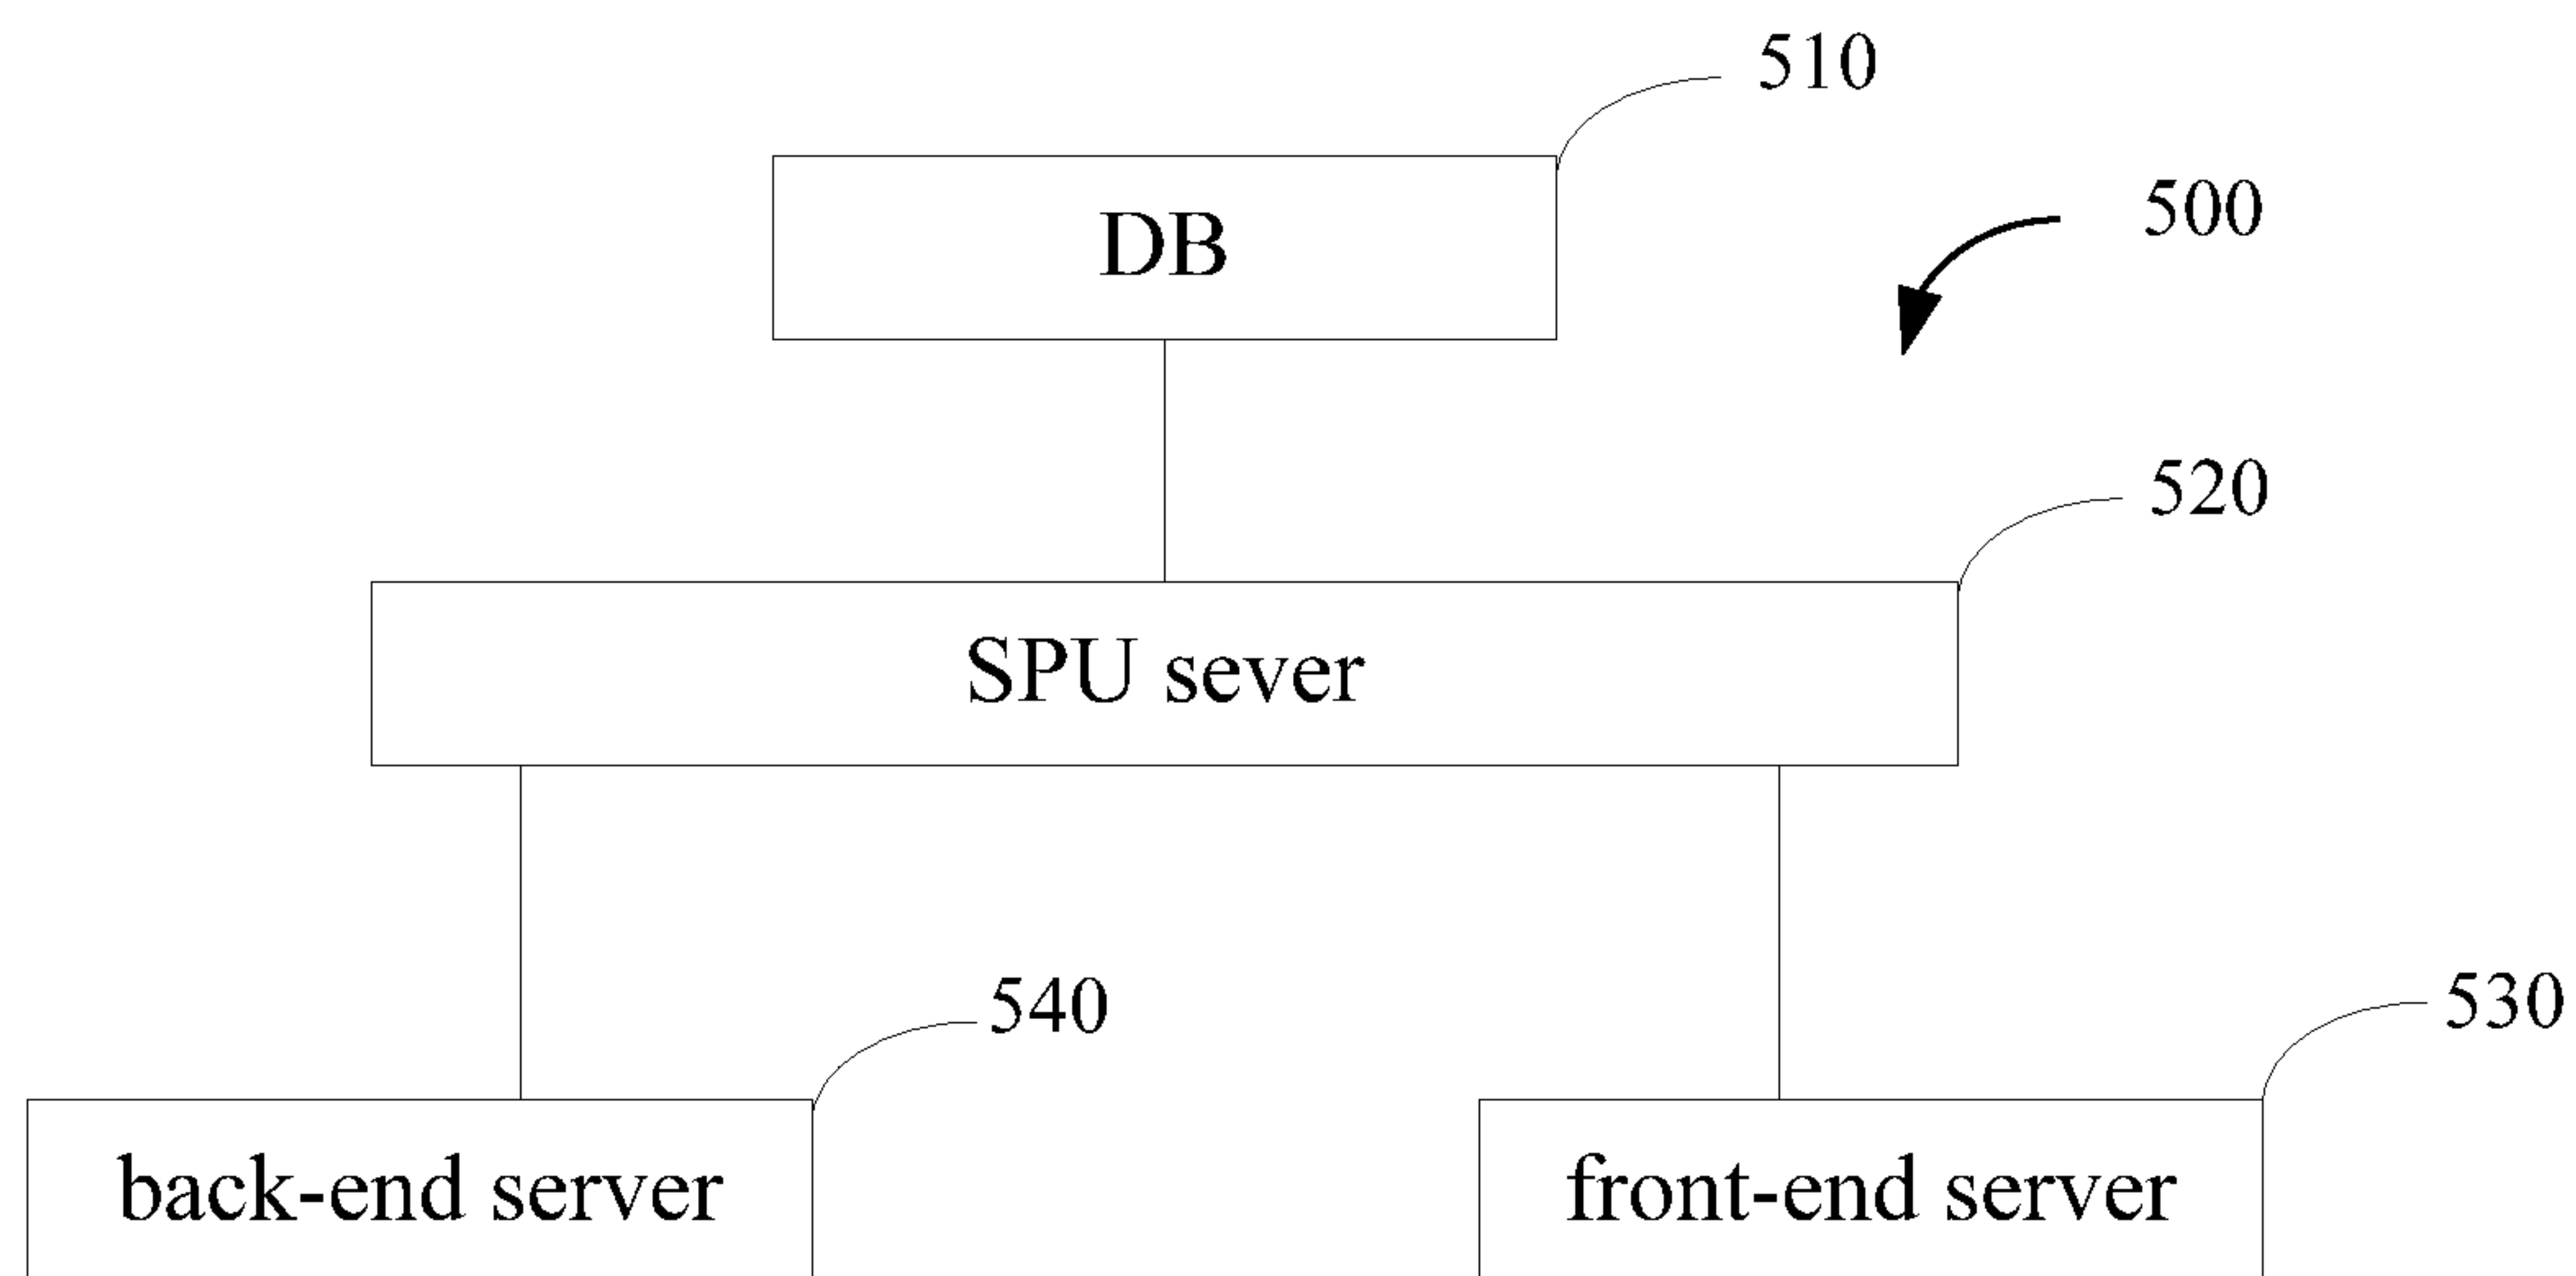 510
DB
500
520
SPU sever
540
530
back-end server
front-end server